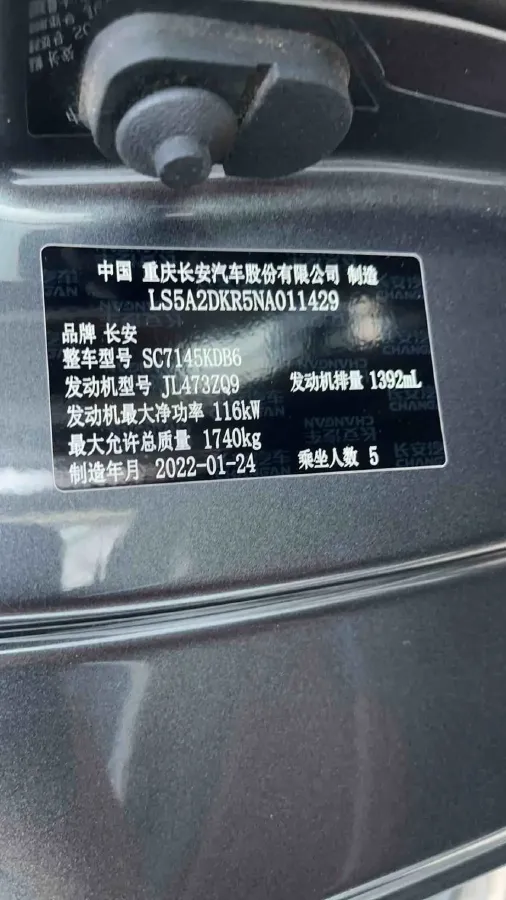 中国 重庆长安汽车股份有限公司 制造
LS5A2DKR5NA011429
品牌 长安
整车型号 SC7145KDB6
发动机型号 JL473ZQ9 发动机排量 1392mL
发动机最大净功率 116kW
最大允许总质量 1740kg
制造年月 2022-01-24 乘坐人数 5